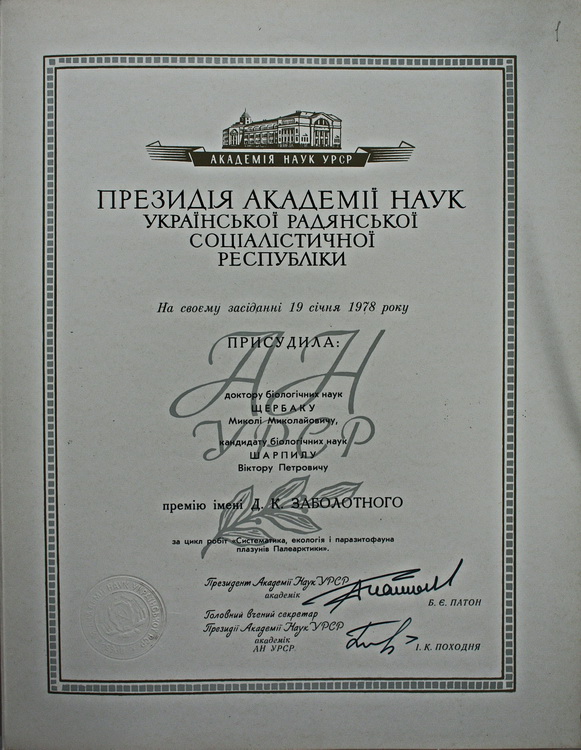 АКАДЕМІЯ НАУК УРСР
ПРЕЗИДІЯ АКАДЕМІЇ НАУК
УКРАЇНСЬКОЇ РАДЯНСЬКОЇ
СОЦІАЛІСТИЧНОЇ
РЕСПУБЛІКИ
На своєму засіданні 19 січня 1978 року
АН
УРСР
ПРИСУДИЛА:
доктору біологічних наук
ЩЕРБАКУ
Миколі Миколайовичу,
кандидату біологічних наук
ШАРПИЛУ
Віктору Петровичу
премію імені Д. К. ЗАБОЛОТНОГО
за цикл робіт «Систематика, екологія і паразитофауна
плазунів Палеарктики».
Президент Академії Наук УРСР
академік
Б. Є. ПАТОН
Головний вчений секретар
Президії Академії Наук УРСР
академік
АН УРСР
І. К. ПОХОДНЯ